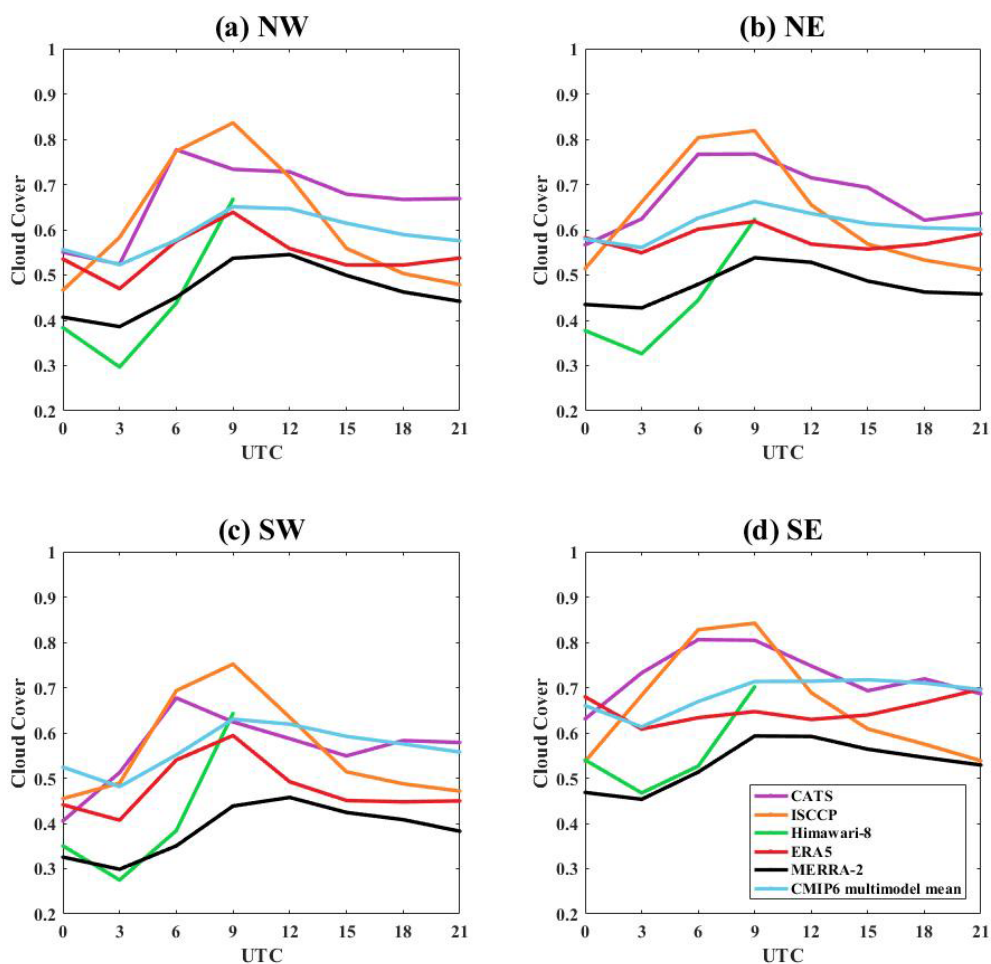 (a) NW
1
0.9
0.8
0.7
0.6
0.5
0.4
0.3
0.2
Cloud Cover
0 3 6 9 12 15 18 21
UTC
(b) NE
1
0.9
0.8
0.7
0.6
0.5
0.4
0.3
0.2
Cloud Cover
0 3 6 9 12 15 18 21
UTC
(c) SW
1
0.9
0.8
0.7
0.6
0.5
0.4
0.3
0.2
Cloud Cover
0 3 6 9 12 15 18 21
UTC
(d) SE
1
0.9
0.8
0.7
0.6
0.5
0.4
0.3
0.2
Cloud Cover
CATS
ISCCP
Himawari-8
ERA5
MERRA-2
CMIP6 multimodel mean
0 3 6 9 12 15 18 21
UTC